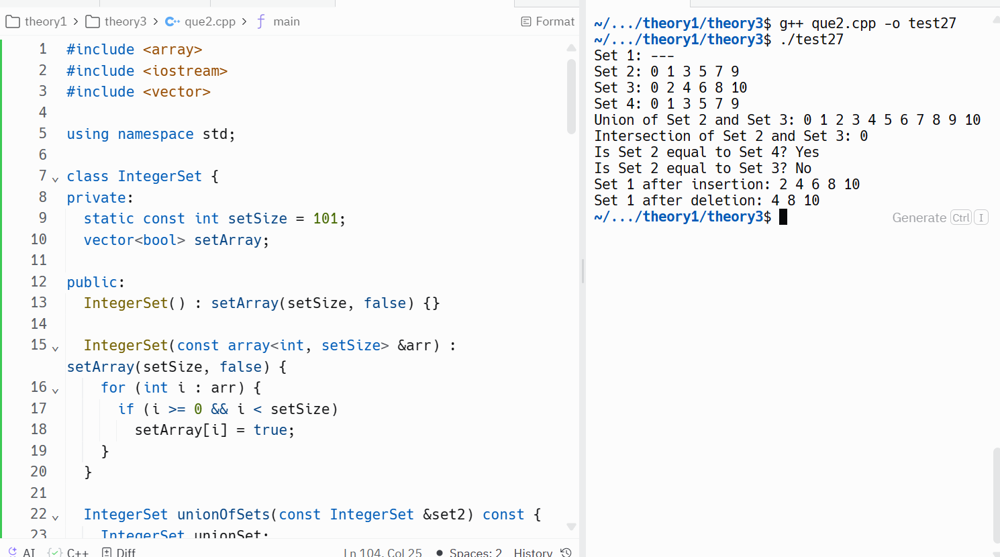 theory1 > theory3 > que2.cpp > main
Format
1 #include <array>
2 #include <iostream>
3 #include <vector>
4
5 using namespace std;
6
7 class IntegerSet {
8 private:
9 static const int setSize = 101;
10 vector<bool> setArray;
11
12 public:
13 IntegerSet() : setArray(setSize, false) {}
14
15 IntegerSet(const array<int, setSize> &arr) :
setArray(setSize, false) {
16 for (int i : arr) {
17 if (i >= 0 && i < setSize)
18 setArray[i] = true;
19 }
20 }
21
22 IntegerSet unionOfSets(const IntegerSet &set2) const {
23 IntegerSet unionSet;
AI C++ Diff Ln 104, Col 25 Spaces: 2 History
~/.../theory1/theory3$ g++ que2.cpp -o test27
~/.../theory1/theory3$ ./test27
Set 1: ---
Set 2: 0 1 3 5 7 9
Set 3: 0 2 4 6 8 10
Set 4: 0 1 3 5 7 9
Union of Set 2 and Set 3: 0 1 2 3 4 5 6 7 8 9 10
Intersection of Set 2 and Set 3: 0
Is Set 2 equal to Set 4? Yes
Is Set 2 equal to Set 3? No
Set 1 after insertion: 2 4 6 8 10
Set 1 after deletion: 4 8 10
~/.../theory1/theory3$
Generate Ctrl I